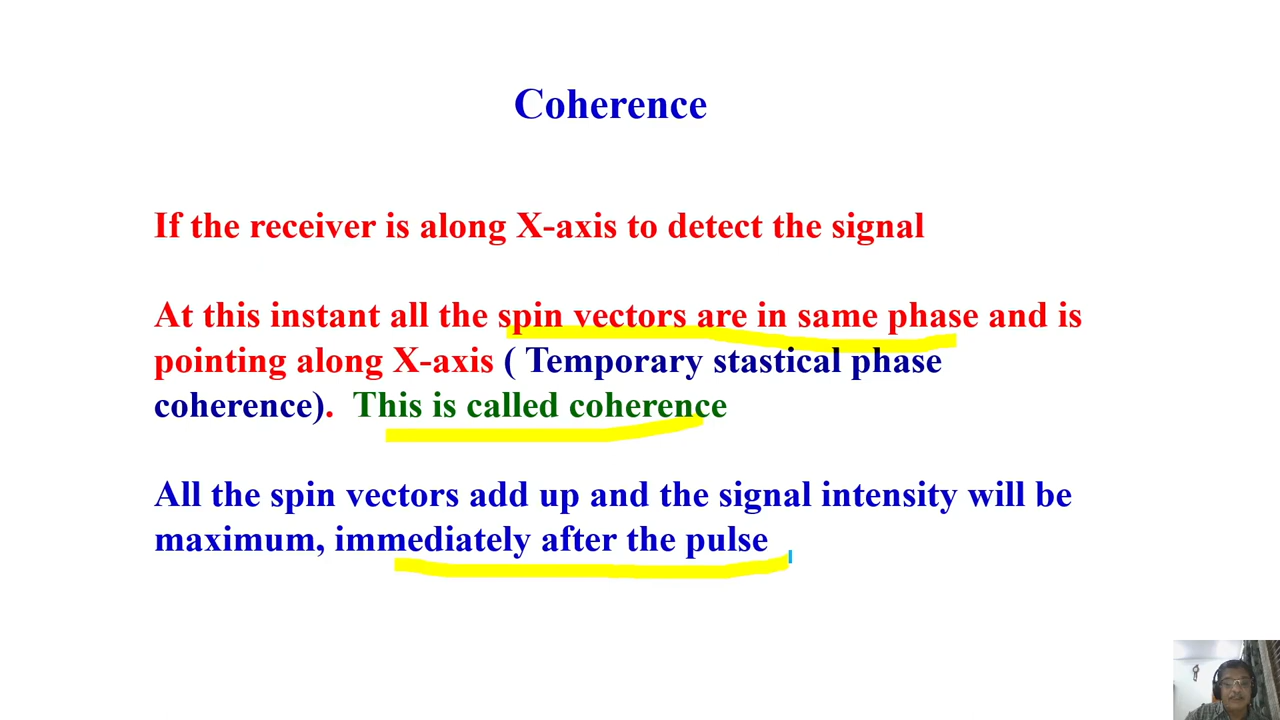 Coherence
If the receiver is along X-axis to detect the signal
At this instant all the spin vectors are in same phase and is
pointing along X-axis ( Temporary stastical phase
coherence). This is called coherence
All the spin vectors add up and the signal intensity will be
maximum, immediately after the pulse